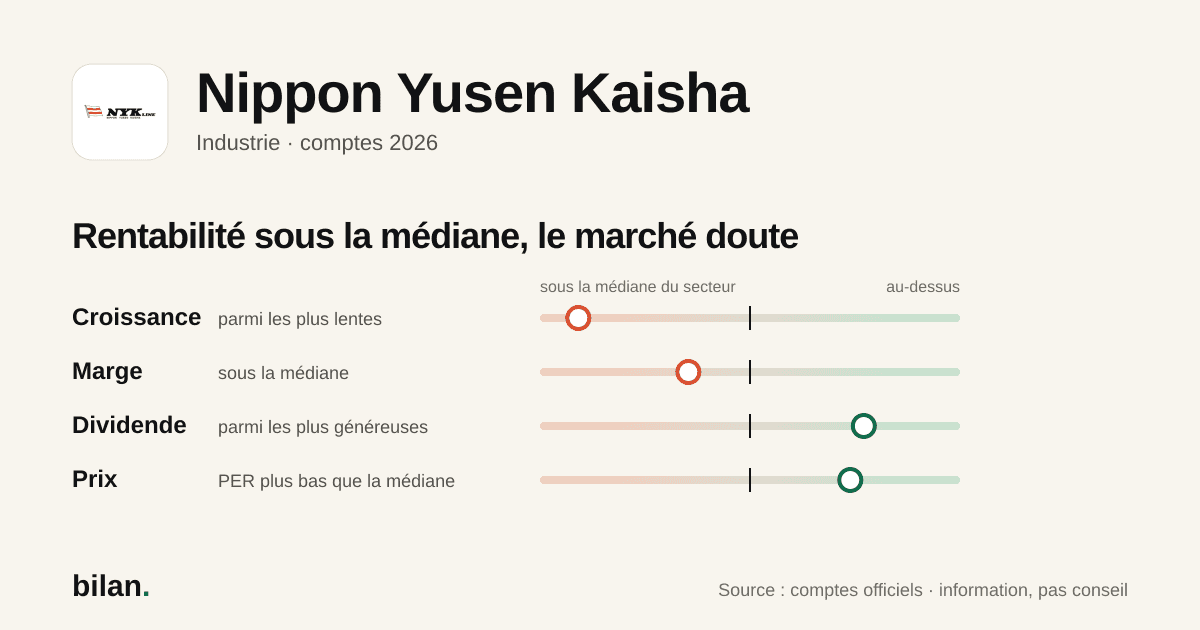 NYK LINE
Nippon Yusen Kaisha
Industrie · comptes 2026
Rentabilité sous la médiane, le marché doute
sous la médiane du secteur au-dessus
Croissance parmi les plus lentes
Marge sous la médiane
Dividende parmi les plus généreuses
Prix PER plus bas que la médiane
bilan.
Source : comptes officiels · information, pas conseil